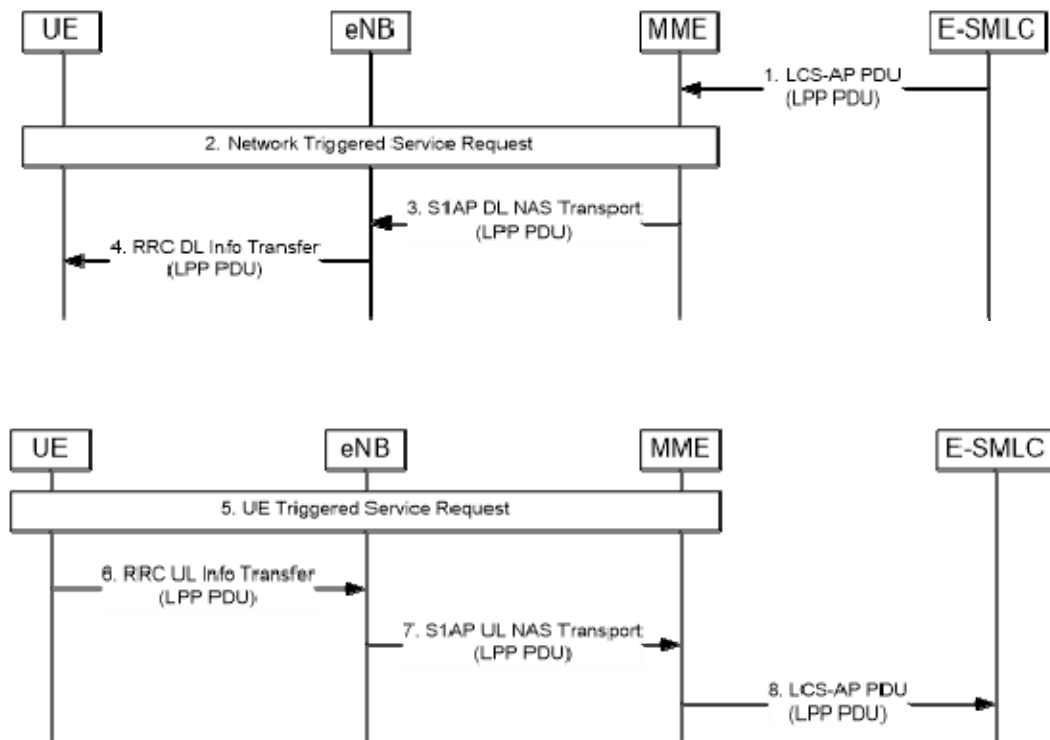 UE
eNB
MME
E-SMLC
1. LCS-AP PDU
(LPP PDU)
2. Network Triggered Service Request
3. S1AP DL NAS Transport
(LPP PDU)
4. RRC DL Info Transfer
(LPP PDU)
UE
eNB
MME
E-SMLC
5. UE Triggered Service Request
6. RRC UL Info Transfer
(LPP PDU)
7. S1AP UL NAS Transport
(LPP PDU)
8. LCS-AP PDU
(LPP PDU)